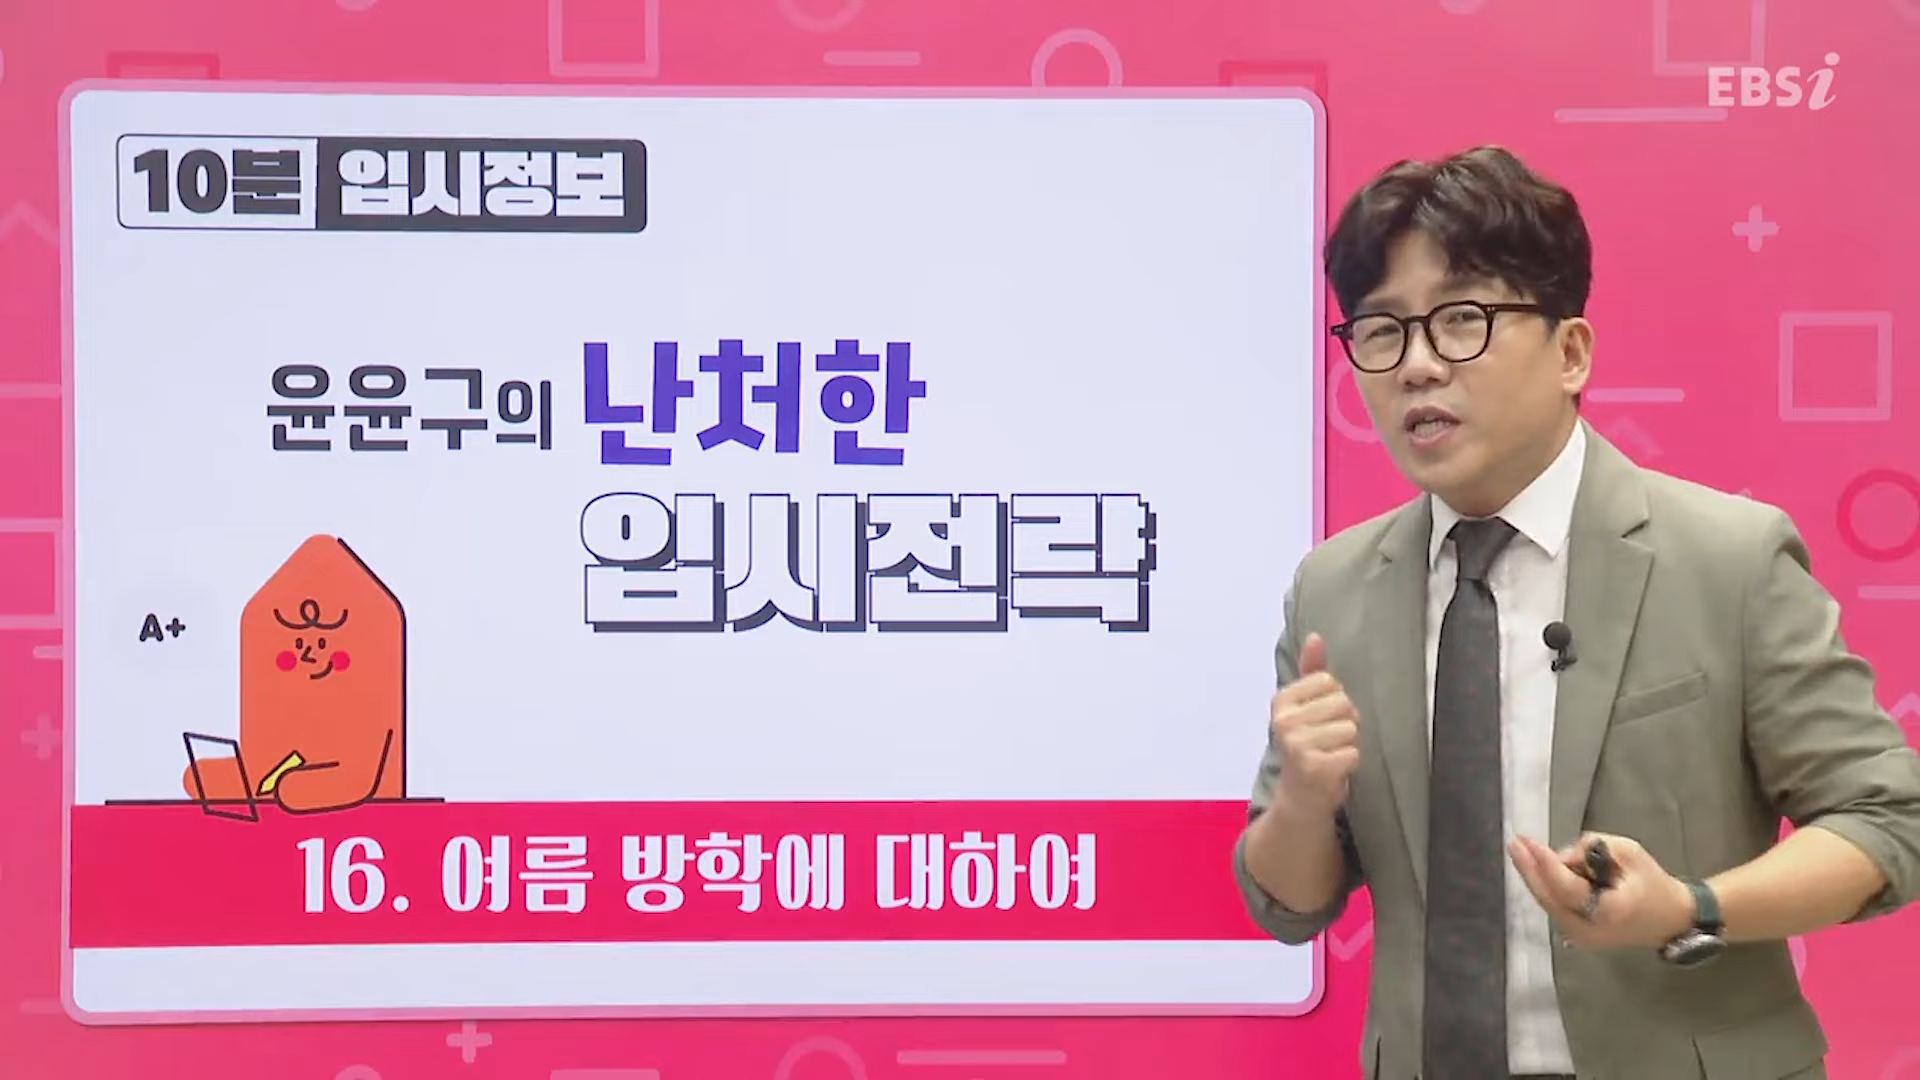 EBSi
10분 입시정보
윤윤구의 난처한
입시전략
A+
16. 여름 방학에 대하여